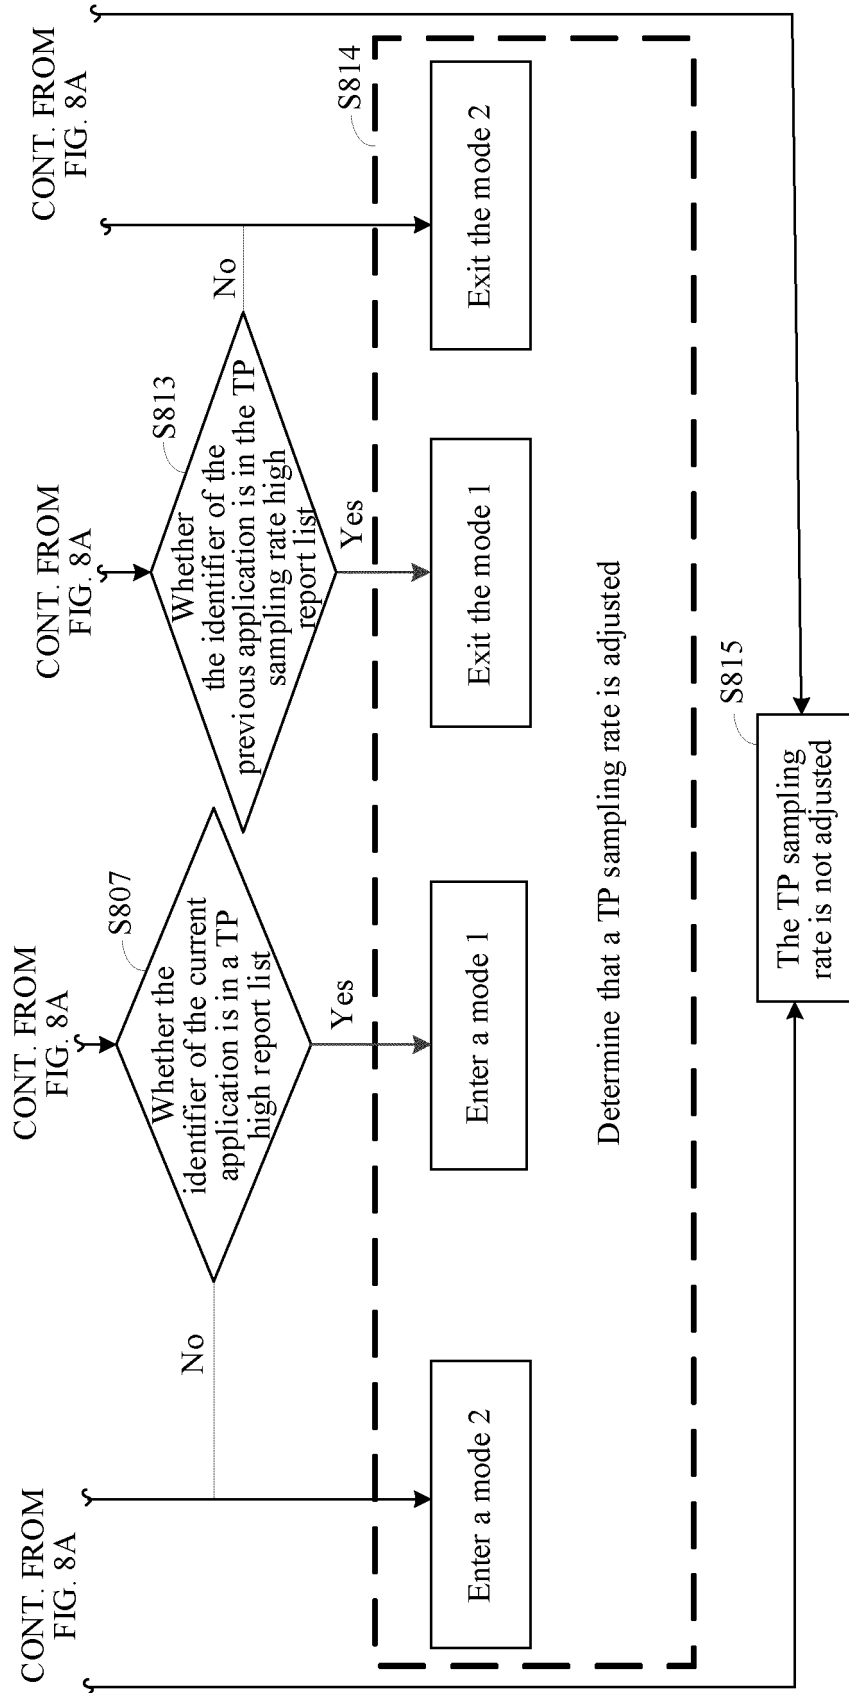 CONT. FROM
FIG. 8A
CONT. FROM
FIG. 8A
CONT. FROM
FIG. 8A
CONT. FROM
FIG. 8A
S807
Whether the
identifier of the current
application is in a TP
high report list
No
Yes
S813
Whether
the identifier of the
previous application is in the TP
sampling rate high
report list
Yes
No
S814
Enter a mode 2
Enter a mode 1
Exit the mode 1
Exit the mode 2
Determine that a TP sampling rate is adjusted
S815
The TP sampling
rate is not adjusted